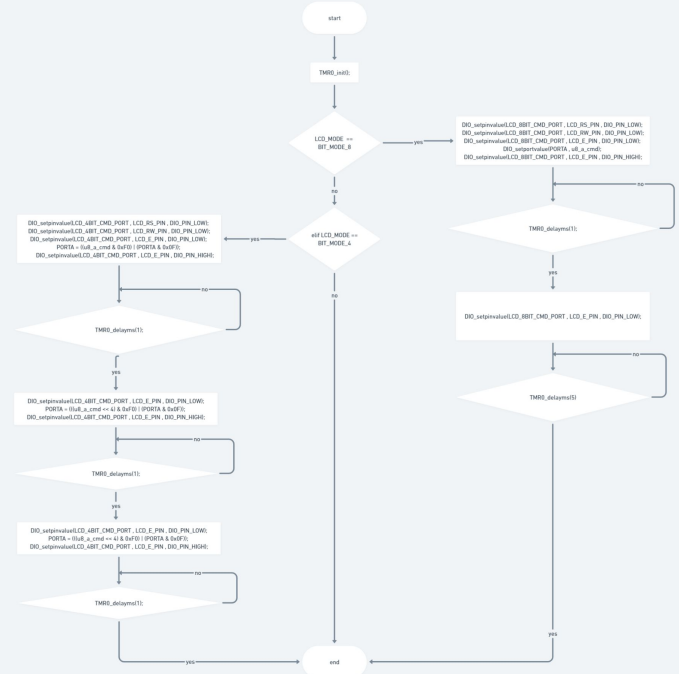 start
TMR0_init();
LCD_MODE ==
BIT_MODE_8
yes
DIO_setpinvalue(LCD_8BIT_CMD_PORT , LCD_RS_PIN , DIO_PIN_LOW);
DIO_setpinvalue(LCD_8BIT_CMD_PORT , LCD_RW_PIN , DIO_PIN_LOW);
DIO_setpinvalue(LCD_8BIT_CMD_PORT , LCD_E_PIN , DIO_PIN_LOW);
DIO_setportvalue(PORTA , u8_a_cmd);
DIO_setpinvalue(LCD_8BIT_CMD_PORT , LCD_E_PIN , DIO_PIN_HIGH);
no
TMR0_delayms(1);
yes
DIO_setpinvalue(LCD_8BIT_CMD_PORT , LCD_E_PIN , DIO_PIN_LOW);
no
TMR0_delayms(5)
yes
no
elif LCD_MODE ==
BIT_MODE_4
no
yes
DIO_setpinvalue(LCD_4BIT_CMD_PORT , LCD_RS_PIN , DIO_PIN_LOW);
DIO_setpinvalue(LCD_4BIT_CMD_PORT , LCD_RW_PIN , DIO_PIN_LOW);
DIO_setpinvalue(LCD_4BIT_CMD_PORT , LCD_E_PIN , DIO_PIN_LOW);
PORTA = ((u8_a_cmd & 0xF0) | (PORTA & 0x0F));
DIO_setpinvalue(LCD_4BIT_CMD_PORT , LCD_E_PIN , DIO_PIN_HIGH);
no
TMR0_delayms(1);
yes
DIO_setpinvalue(LCD_4BIT_CMD_PORT , LCD_E_PIN , DIO_PIN_LOW);
PORTA = (((u8_a_cmd << 4) & 0xF0) | (PORTA & 0x0F));
DIO_setpinvalue(LCD_4BIT_CMD_PORT , LCD_E_PIN , DIO_PIN_HIGH);
no
TMR0_delayms(1);
yes
DIO_setpinvalue(LCD_4BIT_CMD_PORT , LCD_E_PIN , DIO_PIN_LOW);
PORTA = (((u8_a_cmd << 4) & 0xF0) | (PORTA & 0x0F));
DIO_setpinvalue(LCD_4BIT_CMD_PORT , LCD_E_PIN , DIO_PIN_HIGH);
no
TMR0_delayms(1);
yes
end